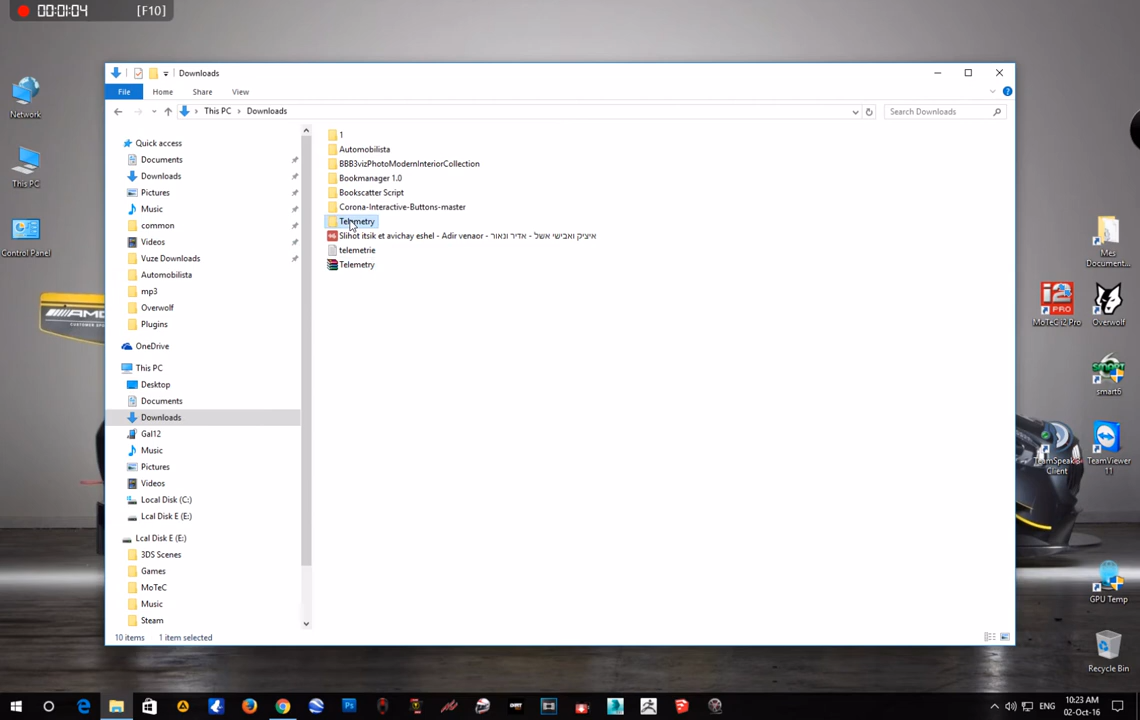 00:01:04 [F10]
Downloads
File Home Share View
This PC Downloads
Search Downloads
Quick access
Documents
Downloads
Pictures
Music
common
Videos
Vuze Downloads
Automobilista
mp3
Overwolf
Plugins
OneDrive
This PC
Desktop
Documents
Downloads
Gal12
Music
Pictures
Videos
Local Disk (C:)
Lcal Disk E (E:)
Lcal Disk E (E:)
3DS Scenes
Games
MoTeC
Music
Steam
1
Automobilista
BBB3vizPhotoModernInteriorCollection
Bookmanager 1.0
Bookscatter Script
Corona-Interactive-Buttons-master
Telemetry
Slihot itsik et avichay eshel - Adir venaor - איציק ואבישי אשל - אדיר ונאור
telemetrie
Telemetry
10 items 1 item selected
Network
This PC
Control Panel
Mes
Document...
MoTeC i2 Pro
Overwolf
smart6
TeamSpeak 3
Client
TeamViewer
11
GPU Temp
Recycle Bin
ENG
10:23 AM
02-Oct-16